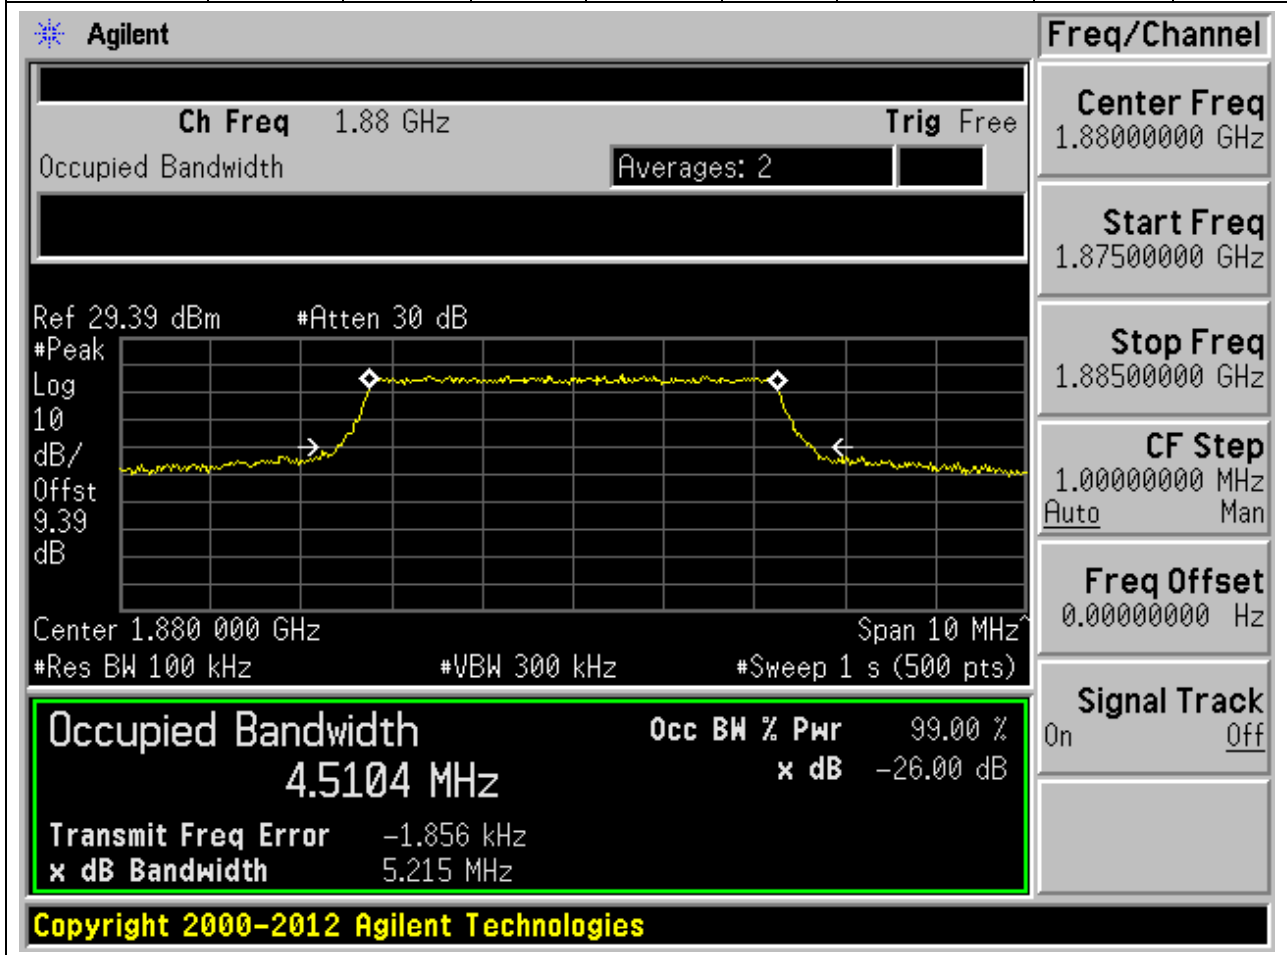 Agilent
Freq/Channel
Ch Freq 1.88 GHz Trig Free
Occupied Bandwidth Averages: 2
Center Freq
1.88000000 GHz
Start Freq
1.87500000 GHz
Stop Freq
1.88500000 GHz
CF Step
1.00000000 MHz
Auto Man
Freq Offset
0.00000000 Hz
Signal Track
On Off
Ref 29.39 dBm #Atten 30 dB
#Peak
Log
10
dB/
Offst
9.39
dB
Center 1.880 000 GHz Span 10 MHz^
#Res BW 100 kHz #VBW 300 kHz #Sweep 1 s (500 pts)
Occupied Bandwidth Occ BW % Pwr 99.00 %
4.5104 MHz x dB -26.00 dB
Transmit Freq Error -1.856 kHz
x dB Bandwidth 5.215 MHz
Copyright 2000-2012 Agilent Technologies